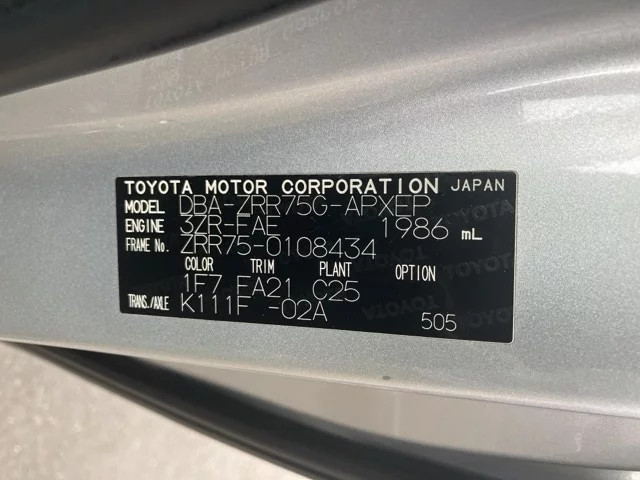 TOYOTA MOTOR CORPORATION JAPAN
MODEL DBA-ZRR75G-APXEP
ENGINE 3ZR-FAE 1986 mL
FRAME No. ZRR75-0108434
COLOR TRIM PLANT OPTION
1F7 FA21 C25
TRANS./AXLE K111F -02A
505